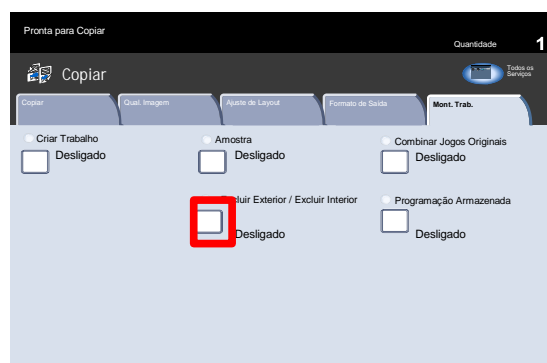 Pronta para Copiar
Quantidade 1
Copiar
Todos os
Serviços
Copiar Qual. Imagem Ajuste de Layout Formato de Saída Mont. Trab.
Criar Trabalho Amostra Combinar Jogos Originais
Desligado Desligado Desligado
cluir Exterior / Excluir Interior Programação Armazenada
Desligado Desligado